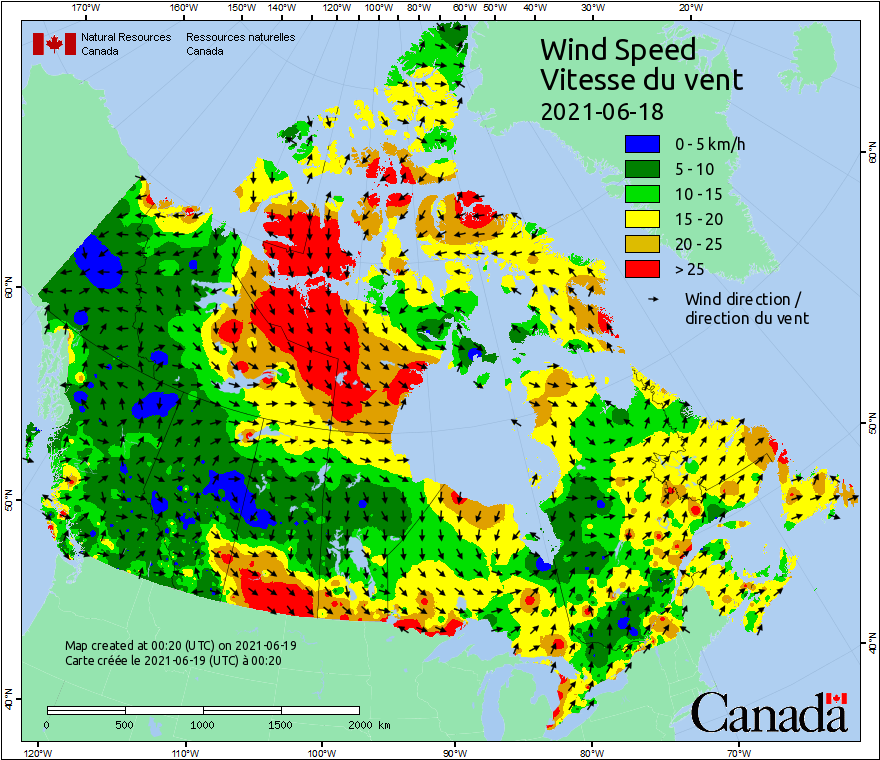 170°W 160°W 150°W 140°W 130°W 120°W 110°W 100°W 90°W 80°W 70°W 60°W 50°W 40°W 30°W 20°W
Natural Resources Ressources naturelles
Canada Canada
Wind Speed
Vitesse du vent
2021-06-18
0 - 5 km/h
5 - 10
10 - 15
15 - 20
20 - 25
> 25
Wind direction /
direction du vent
60°N 60°N
50°N 50°N
40°N 40°N
Map created at 00:20 (UTC) on 2021-06-19
Carte créée le 2021-06-19 (UTC) à 00:20
0 500 1000 1500 2000 km
Canada
120°W 110°W 100°W 90°W 80°W 70°W